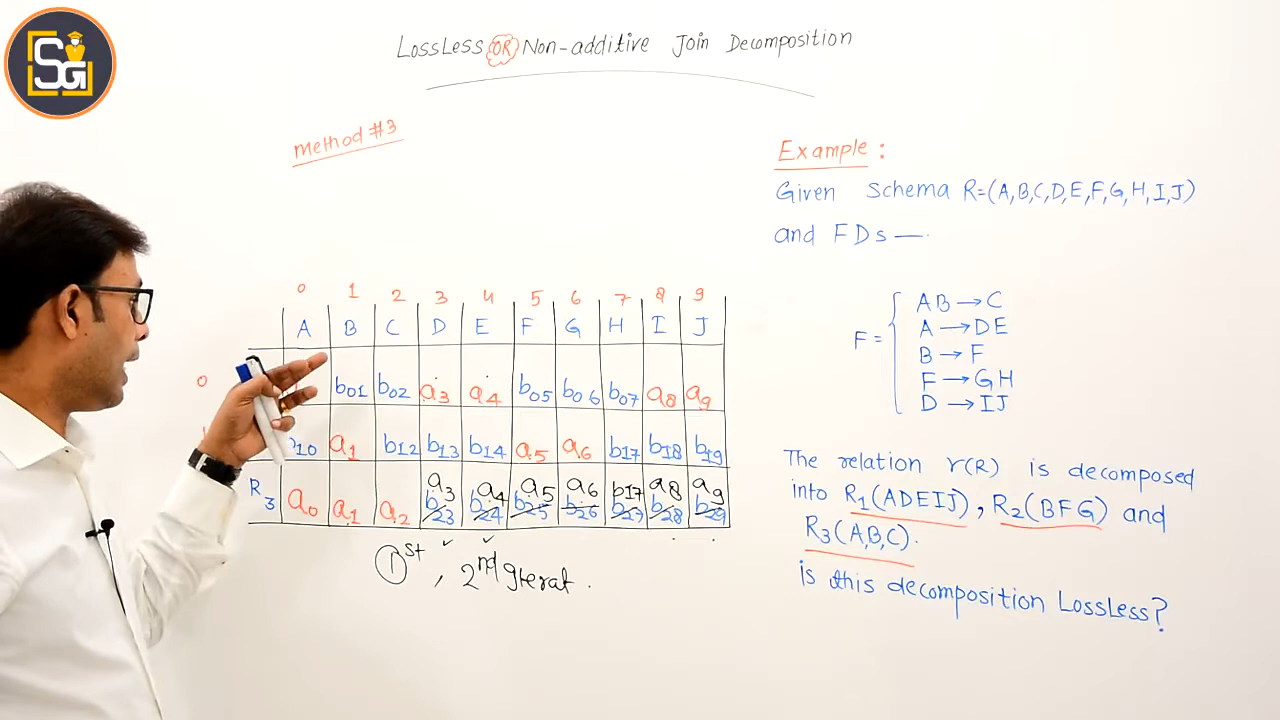 SG
LossLess OR Non-additive Join Decomposition
method #3
0 1 2 3 4 5 6 7 8 9
A B C D E F G H I J
0 b01 b02 a3 a4 b05 b06 b07 a8 a9
b10 a1 b12 b13 b14 a5 a6 b17 b18 b19
a3 a4 a5 a6 b17 a8 a9
R3 a0 a1 a2 b23 b24 b25 b26 b27 b28 b29
1st, 2nd Iterat.
Example :
Given Schema R=(A,B,C,D,E,F,G,H,I,J)
and FDs —.
AB → C
A → DE
F = B → F
F → GH
D → IJ
The relation r(R) is decomposed
into R1(ADEIJ), R2(BFG) and
R3(A,B,C).
is this decomposition LossLess?